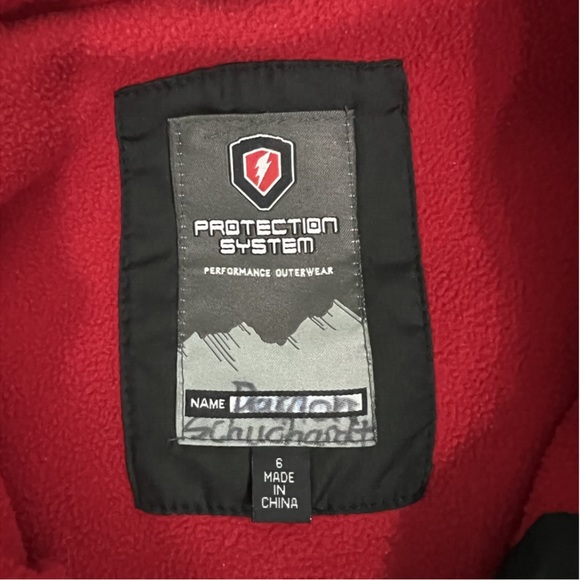 PROTECTION
SYSTEM
PERFORMANCE OUTERWEAR
NAME Damon
Schuchardt
6
MADE
IN
CHINA